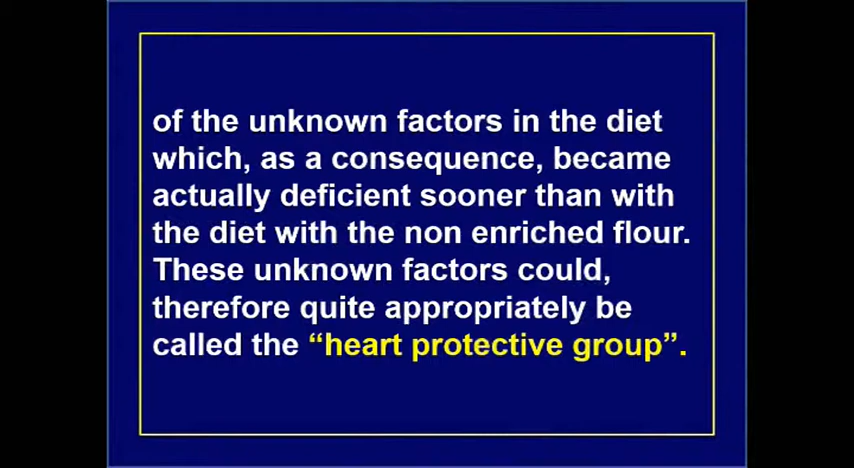 of the unknown factors in the diet
which, as a consequence, became
actually deficient sooner than with
the diet with the non enriched flour.
These unknown factors could,
therefore quite appropriately be
called the “heart protective group”.